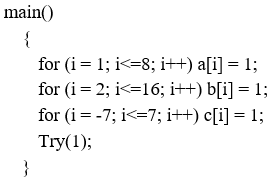 main()
{
for (i = 1; i<=8; i++) a[i] = 1;
for (i = 2; i<=16; i++) b[i] = 1;
for (i = -7; i<=7; i++) c[i] = 1;
Try(1);
}